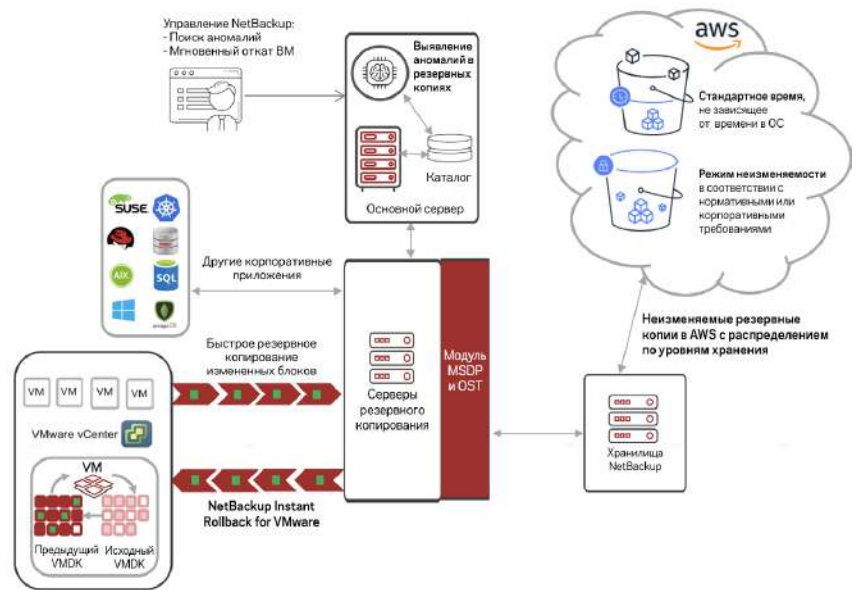 Управление NetBackup:
- Поиск аномалий
- Мгновенный откат ВМ
Выявление
аномалий в
резервных
копиях
Каталог
Основной сервер
aws
Стандартное время,
не зависящее
от времени в ОС
Режим неизменяемости
в соответствии с
нормативными или
корпоративными
требованиями
SUSE
AIX
SQL
mongoDB
Другие корпоративные
приложения
Быстрое резервное
копирование
измененных блоков
Серверы
резервного
копирования
Модуль
MSDP
и OST
Неизменяемые резервные
копии в AWS с распределением
по уровням хранения
Хранилища
NetBackup
VM
VM
VM
VM
VMware vCenter
VM
Предыдущий
VMDK
Исходный
VMDK
NetBackup Instant
Rollback for VMware